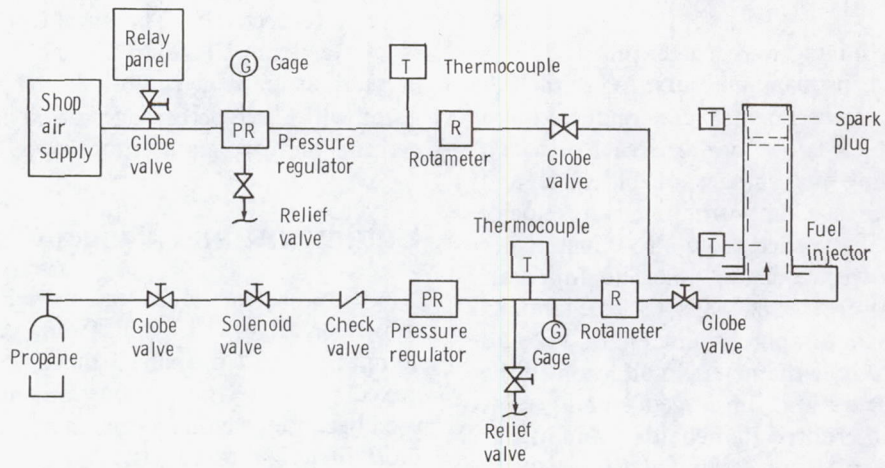 Relay
panel
G
Gage
T
Thermocouple
Shop
air
supply
Globe
valve
PR
Pressure
regulator
R
Rotameter
Globe
valve
T
Spark
plug
Relief
valve
Thermocouple
T
T
Fuel
injector
Propane
Globe
valve
Solenoid
valve
Check
valve
PR
Pressure
regulator
G
Gage
R
Rotameter
Globe
valve
Relief
valve